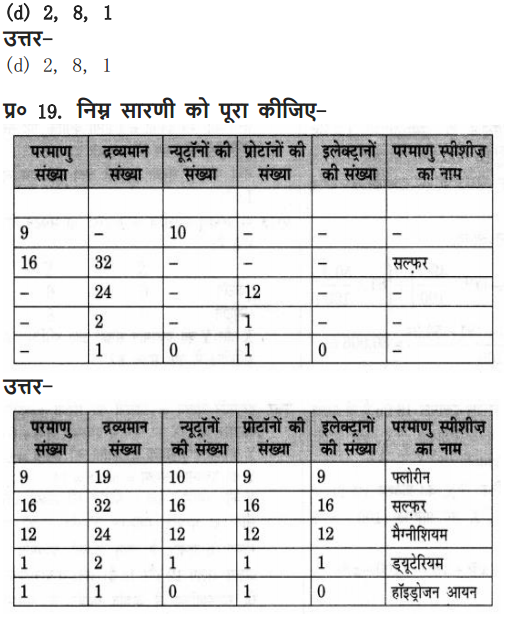 (d) 2, 8, 1
उत्तर-
(d) 2, 8, 1
प्र० 19. निम्न सारणी को पूरा कीजिए-
परमाणु संख्या द्रव्यमान संख्या न्यूट्रॉनों की संख्या प्रोटॉनों की संख्या इलेक्ट्रानों की संख्या परमाणु स्पीशीज़ का नाम
9 – 10 – – –
16 32 – – – सल्फ़र
– 24 – 12 – –
– 2 – 1 – –
– 1 0 1 0 –
उत्तर-
परमाणु संख्या द्रव्यमान संख्या न्यूट्रॉनों की संख्या प्रोटॉनों की संख्या इलेक्ट्रानों की संख्या परमाणु स्पीशीज़ का नाम
9 19 10 9 9 फ्लोरीन
16 32 16 16 16 सल्फ़र
12 24 12 12 12 मैग्नीशियम
1 2 1 1 1 ड्यूटेरियम
1 1 0 1 0 हॉइड्रोजन आयन